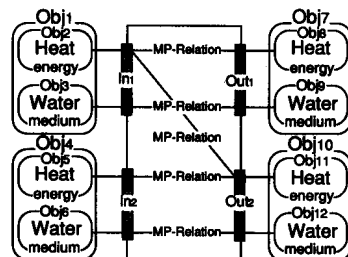 Obj1
Obj2
Heat
energy
Obj3
Water
medium
Obj4
Obj5
Heat
energy
Obj6
Water
medium
In1
In2
MP-Relation
MP-Relation
MP-Relation
MP-Relation
MP-Relation
Out1
Out2
Obj7
Obj8
Heat
energy
Obj9
Water
medium
Obj10
Obj11
Heat
energy
Obj12
Water
medium